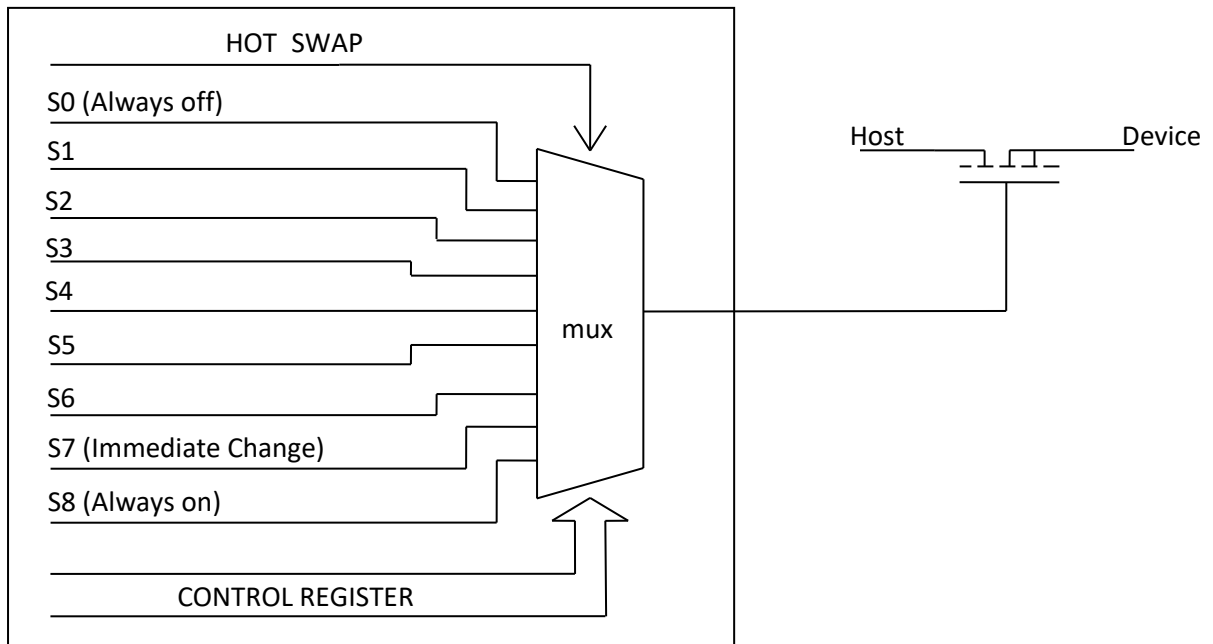 HOT SWAP
S0 (Always off)
S1
S2
S3
S4
S5
S6
S7 (Immediate Change)
S8 (Always on)
CONTROL REGISTER
mux
Host
Device